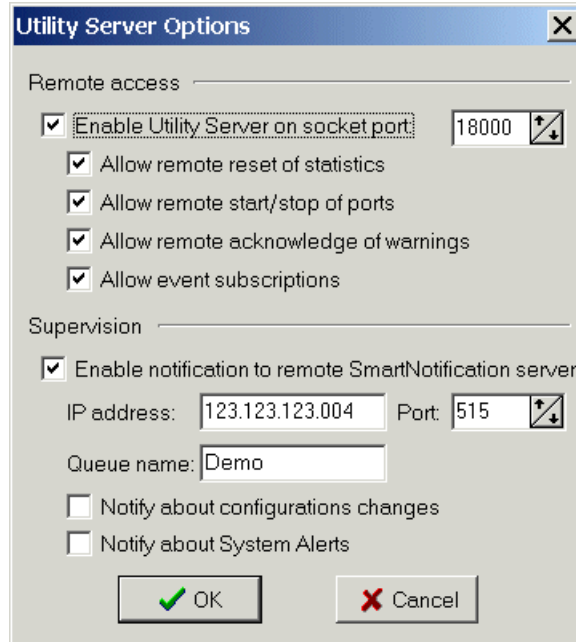 Utility Server Options
Remote access
Enable Utility Server on socket port: 18000
Allow remote reset of statistics
Allow remote start/stop of ports
Allow remote acknowledge of warnings
Allow event subscriptions
Supervision
Enable notification to remote SmartNotification server
IP address: 123.123.123.004 Port: 515
Queue name: Demo
Notify about configurations changes
Notify about System Alerts
OK Cancel